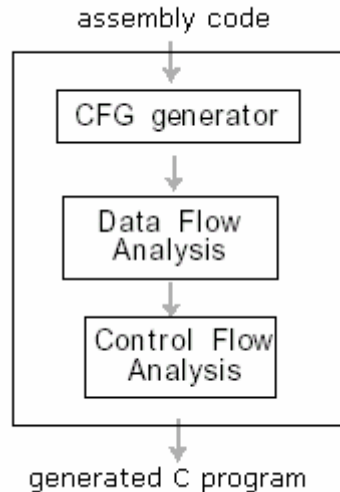 assembly code
CFG generator
Data Flow
Analysis
Control Flow
Analysis
generated C program